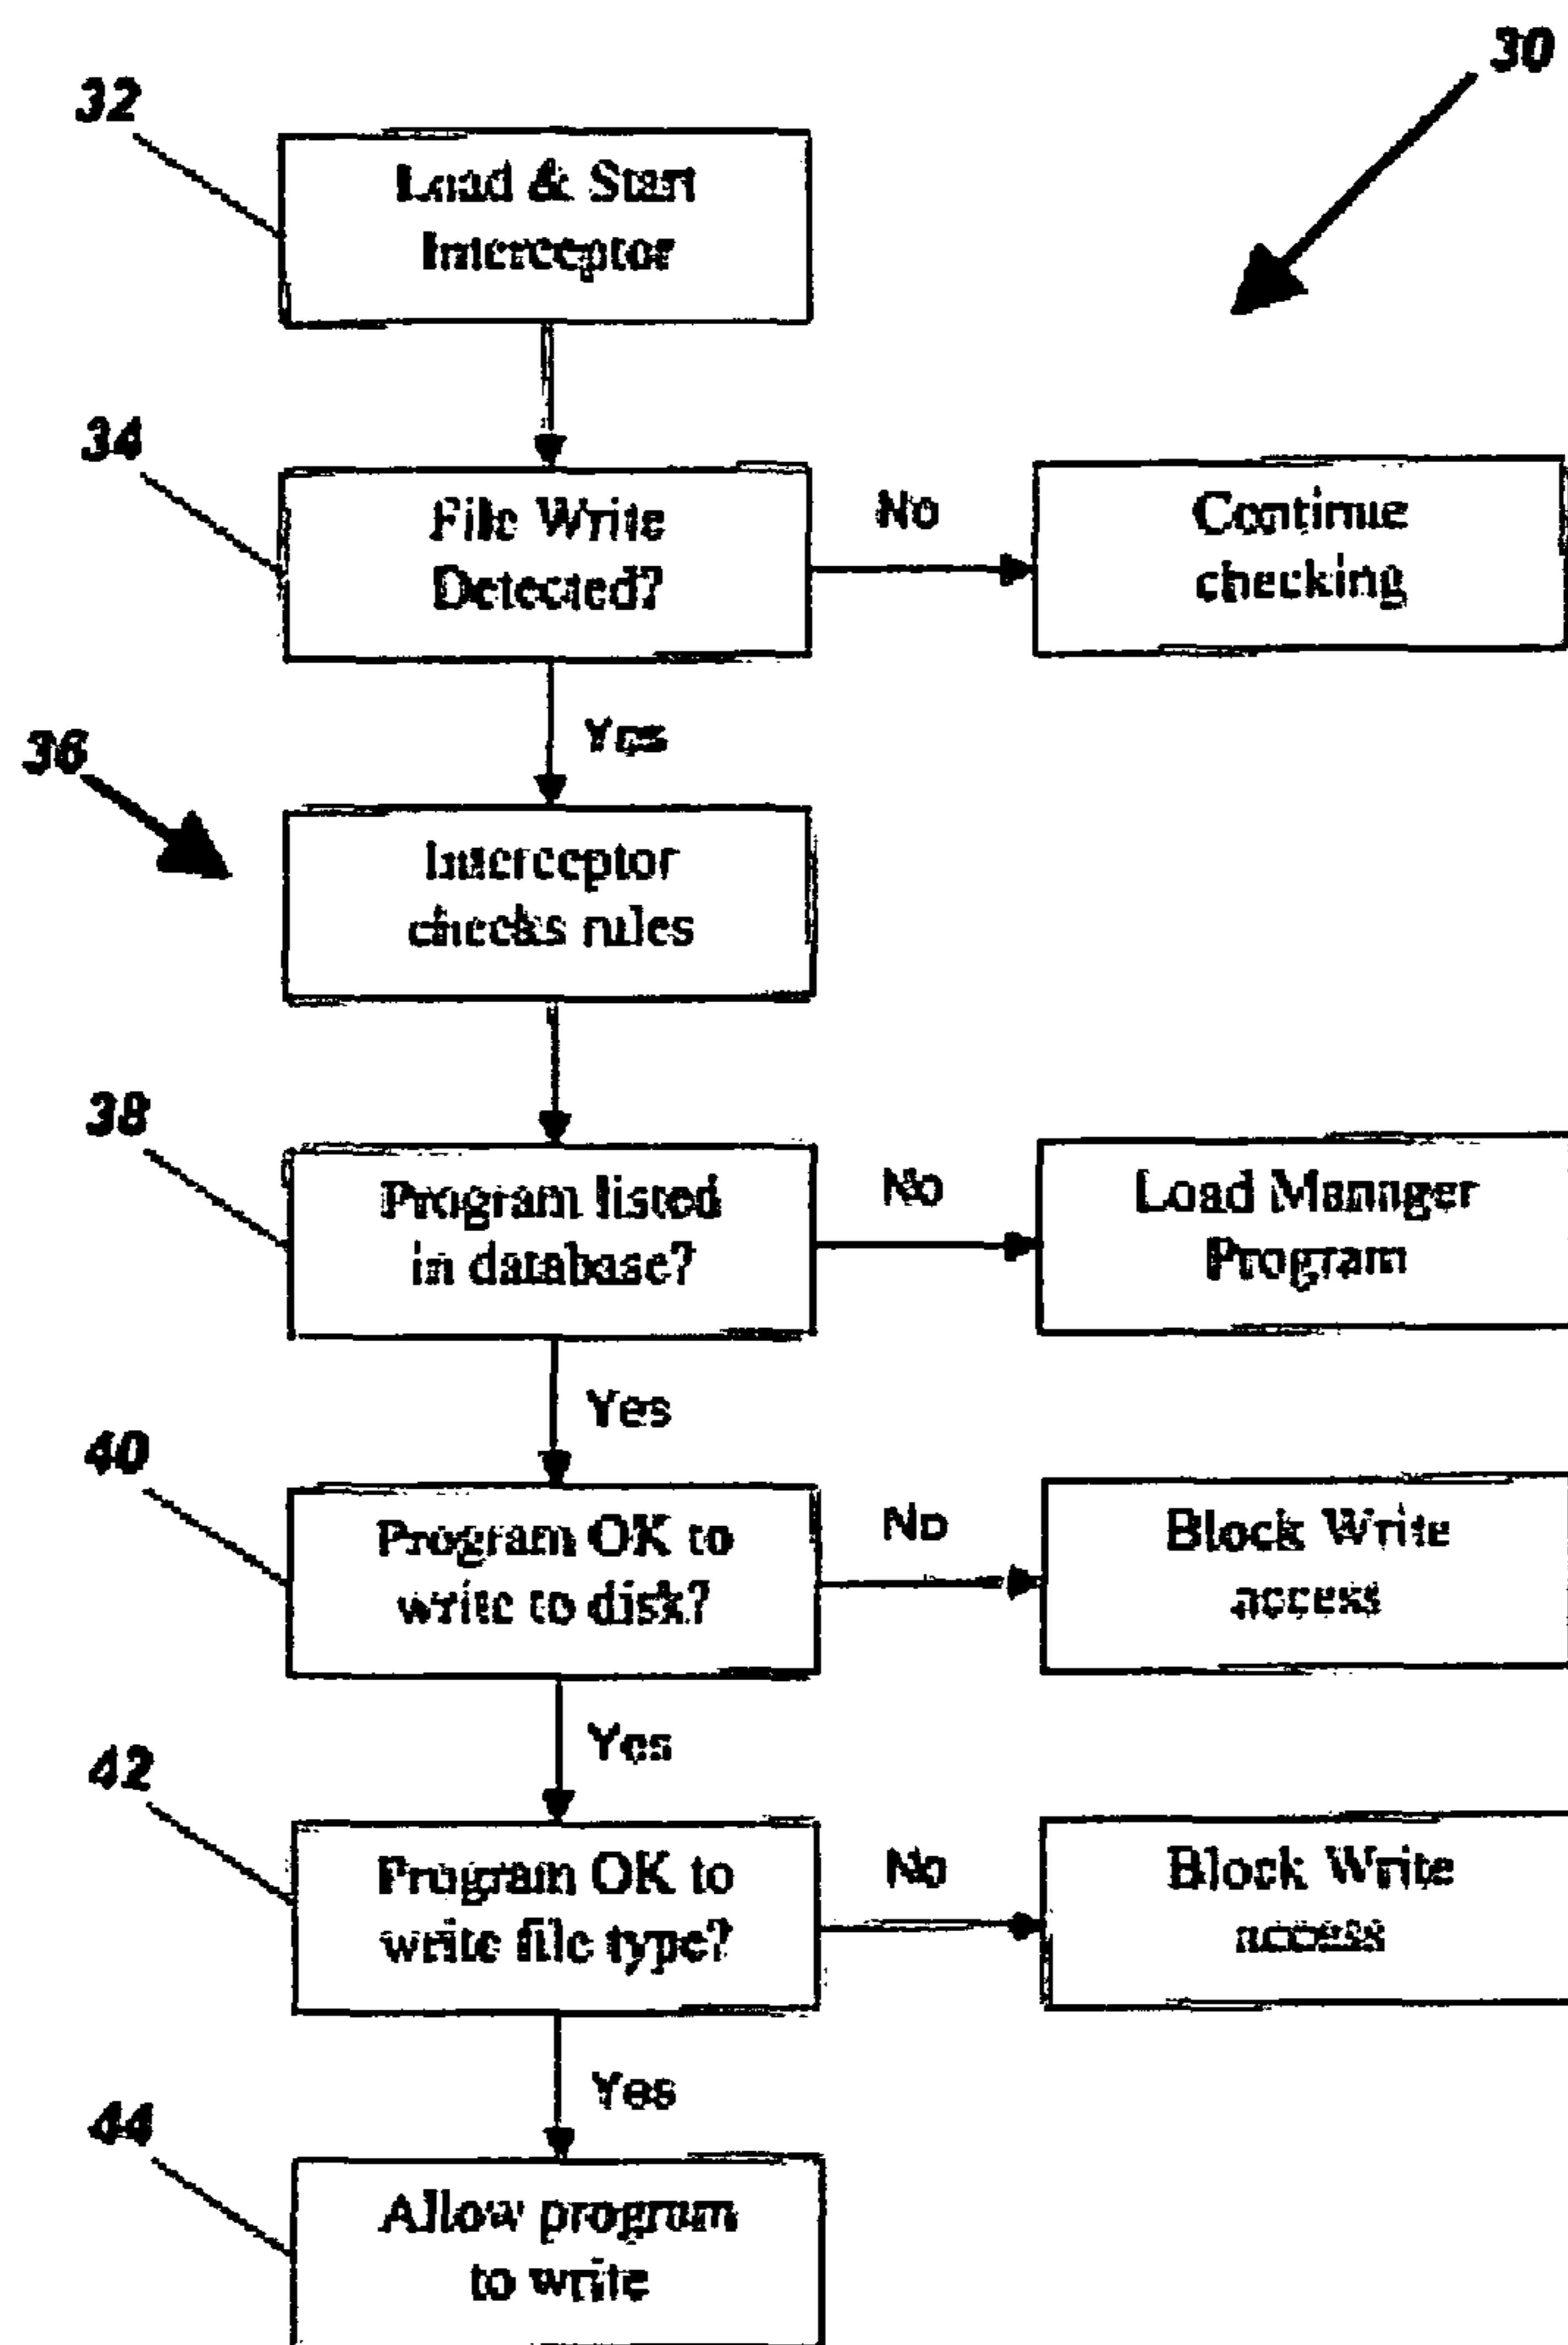 30
32
Load & Start
Interceptor
34
File Write
Detected?
No
Continue
checking
Yes
36
Interceptor
checks rules
38
Program listed
in database?
No
Load Manager
Program
Yes
40
Program OK to
write to disk?
No
Block Write
access
Yes
42
Program OK to
write file type?
No
Block Write
access
Yes
44
Allow program
to write